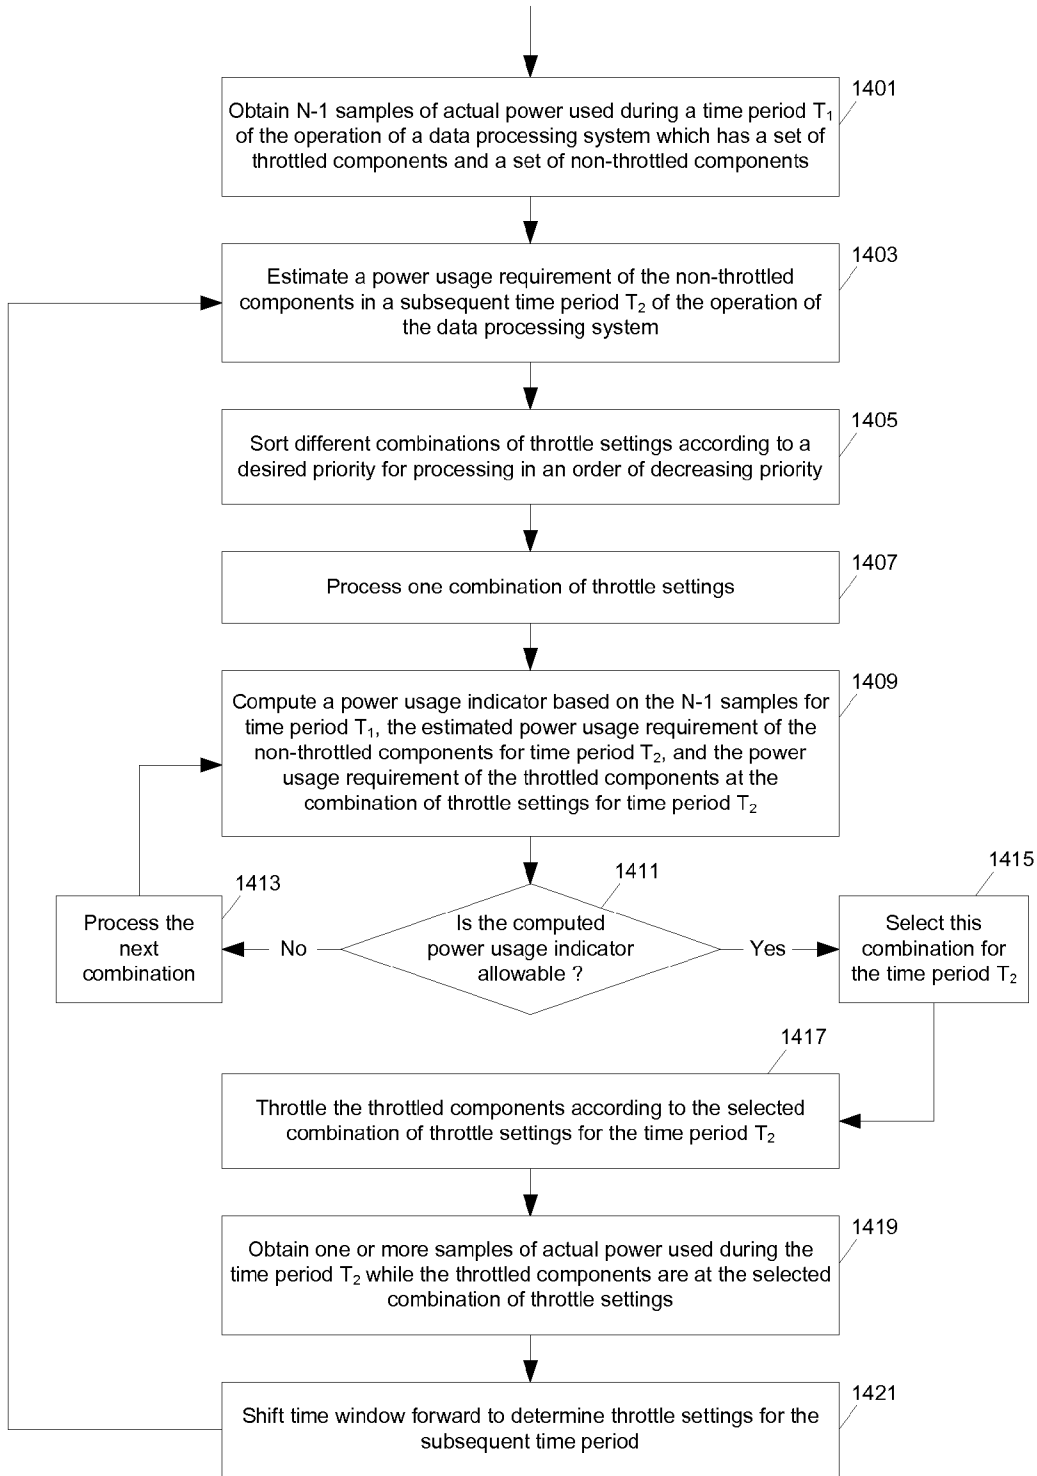 1401
Obtain N-1 samples of actual power used during a time period T₁
of the operation of a data processing system which has a set of
throttled components and a set of non-throttled components
1403
Estimate a power usage requirement of the non-throttled
components in a subsequent time period T₂ of the operation of
the data processing system
1405
Sort different combinations of throttle settings according to a
desired priority for processing in an order of decreasing priority
1407
Process one combination of throttle settings
1409
Compute a power usage indicator based on the N-1 samples for
time period T₁, the estimated power usage requirement of the
non-throttled components for time period T₂, and the power
usage requirement of the throttled components at the
combination of throttle settings for time period T₂
1411
Is the computed
power usage indicator
allowable ?
No
1413
Process the
next
combination
Yes
1415
Select this
combination for
the time period T₂
1417
Throttle the throttled components according to the selected
combination of throttle settings for the time period T₂
1419
Obtain one or more samples of actual power used during the
time period T₂ while the throttled components are at the selected
combination of throttle settings
1421
Shift time window forward to determine throttle settings for the
subsequent time period